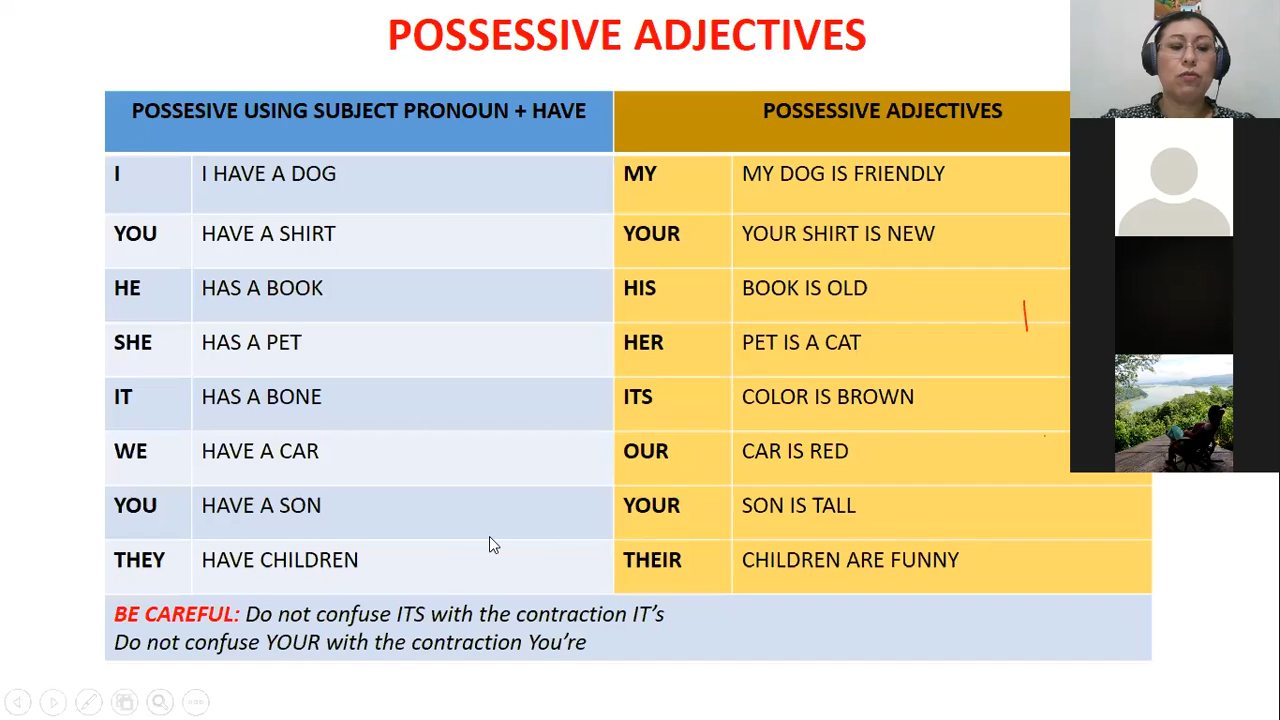 POSSESSIVE ADJECTIVES
POSSESIVE USING SUBJECT PRONOUN + HAVE POSSESSIVE ADJECTIVES
I I HAVE A DOG MY MY DOG IS FRIENDLY
YOU HAVE A SHIRT YOUR YOUR SHIRT IS NEW
HE HAS A BOOK HIS BOOK IS OLD
SHE HAS A PET HER PET IS A CAT
IT HAS A BONE ITS COLOR IS BROWN
WE HAVE A CAR OUR CAR IS RED
YOU HAVE A SON YOUR SON IS TALL
THEY HAVE CHILDREN THEIR CHILDREN ARE FUNNY
BE CAREFUL: Do not confuse ITS with the contraction IT's
Do not confuse YOUR with the contraction You're